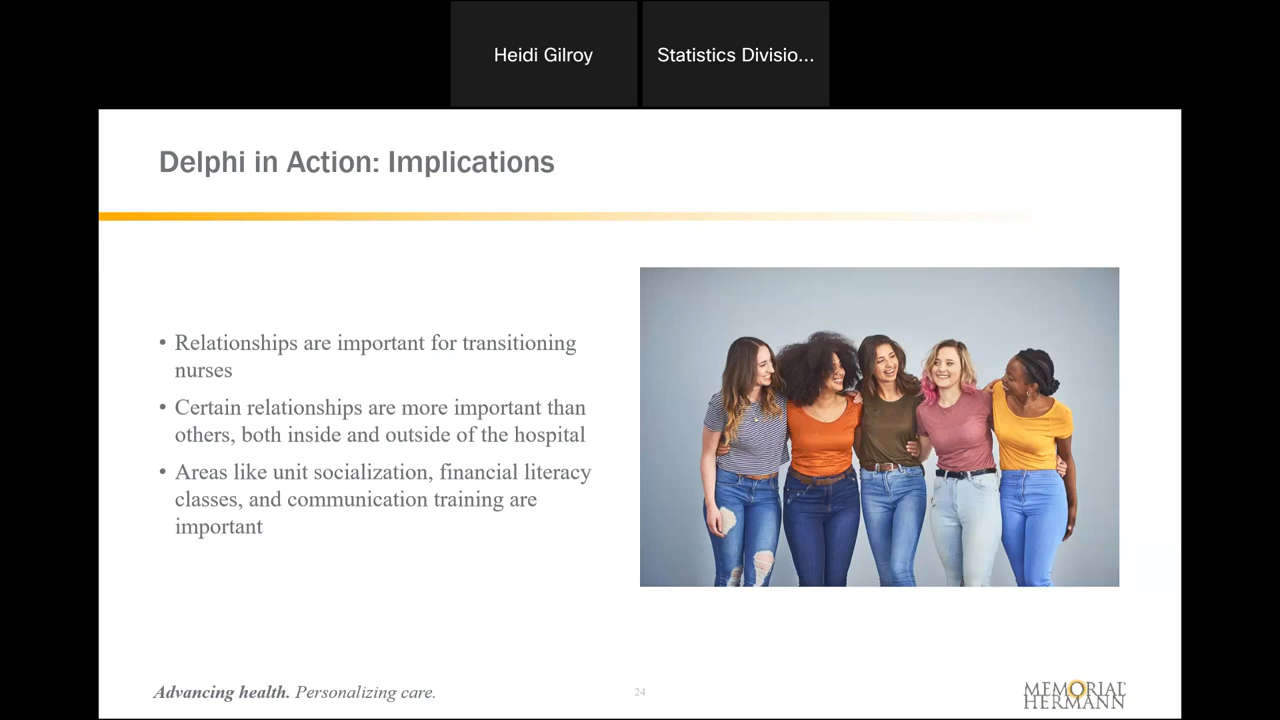 Heidi Gilroy
Statistics Divisio...
Delphi in Action: Implications
• Relationships are important for transitioning
nurses
• Certain relationships are more important than
others, both inside and outside of the hospital
• Areas like unit socialization, financial literacy
classes, and communication training are
important
Advancing health. Personalizing care.
24
MEMORIAL
HERMANN